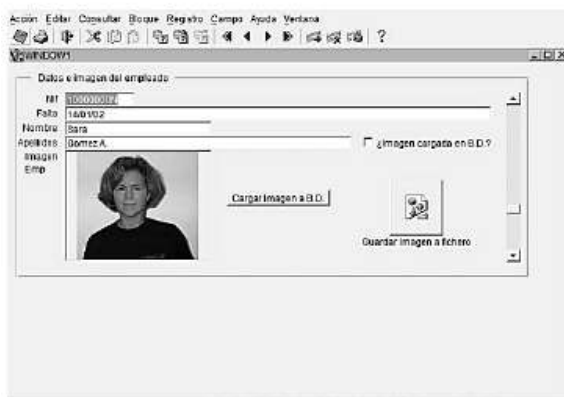 Acción Editar Consultar Bloque Registro Campo Ayuda Ventana
WINDOW1
Datos e imagen del empleado
Nif
Falta 14/01/02
Nombre Sara
Apellidos Gomez A. ¿Imagen cargada en B.D.?
Imagen
Emp
Cargar imagen a B.D.
Guardar imagen a fichero